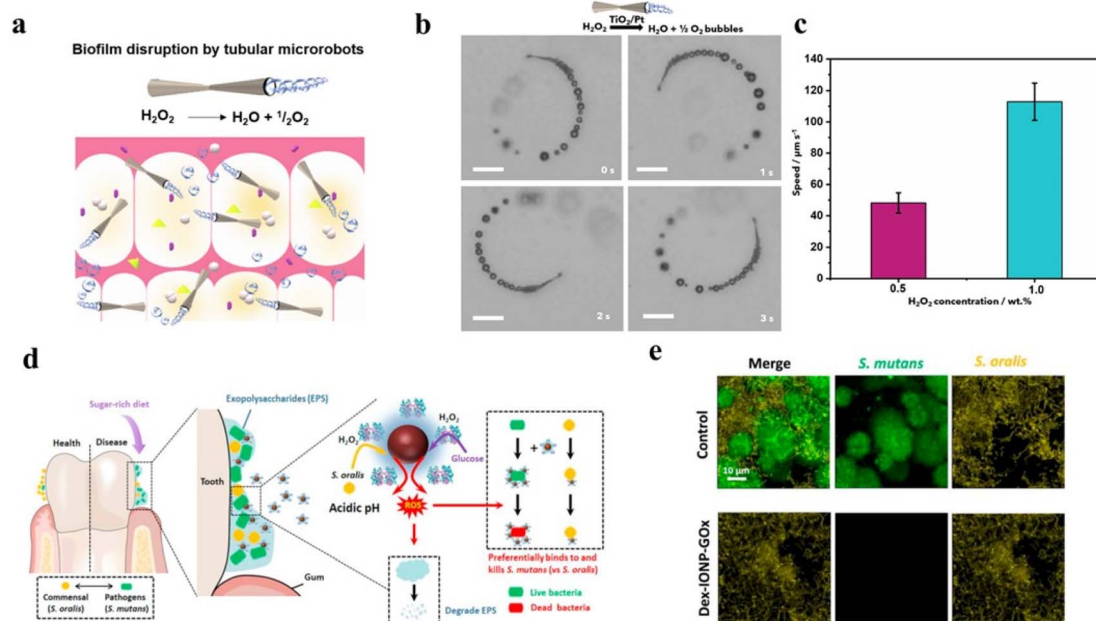 a
Biofilm disruption by tubular microrobots
H₂O₂ → H₂O + ¹/₂O₂
b
TiO₂/Pt
H₂O₂ → H₂O + ½ O₂ bubbles
0 s
1 s
2 s
3 s
c
Speed / µm s⁻¹
140
120
100
80
60
40
20
0
0.5
1.0
H₂O₂ concentration / wt.%
d
Sugar-rich diet
Health
Disease
Commensal
(S. oralis)
Pathogens
(S. mutans)
Exopolysaccharides (EPS)
Tooth
Gum
H₂O₂
H₂O₂
S. oralis
Glucose
Acidic pH
ROS
Degrade EPS
+
Preferentially binds to and
kills S. mutans (vs S. oralis)
Live bacteria
Dead bacteria
e
Merge
S. mutans
S. oralis
Control
10 µm
Dex-IONP-GOx